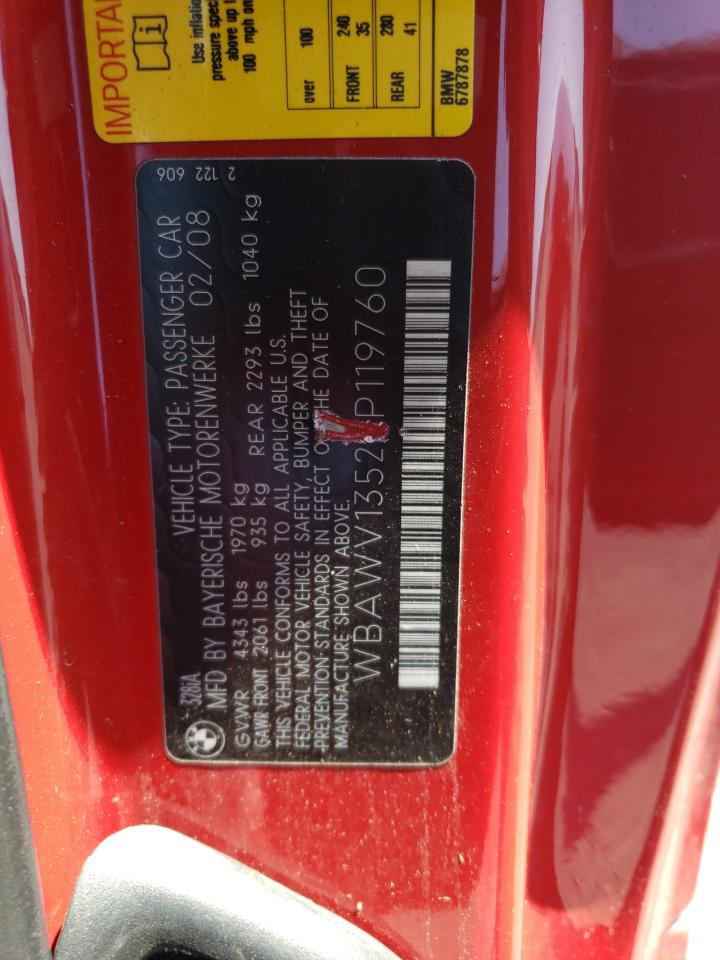 IMPORTA
Use inflation
pressure spec
above up t
100 mph on
over 100
FRONT 240 35
REAR 280 41
BMW
6787878
328iA VEHICLE TYPE: PASSENGER CAR 2 122 606
MFD BY BAYERISCHE MOTORENWERKE 02/08
GVWR 4343 lbs 1970 kg
GAWR FRONT 2061 lbs 935 kg REAR 2293 lbs 1040 kg
THIS VEHICLE CONFORMS TO ALL APPLICABLE U.S.
FEDERAL MOTOR VEHICLE SAFETY, BUMPER AND THEFT
PREVENTION STANDARDS IN EFFECT ON THE DATE OF
MANUFACTURE SHOWN ABOVE.
WBAWV1352 P119760